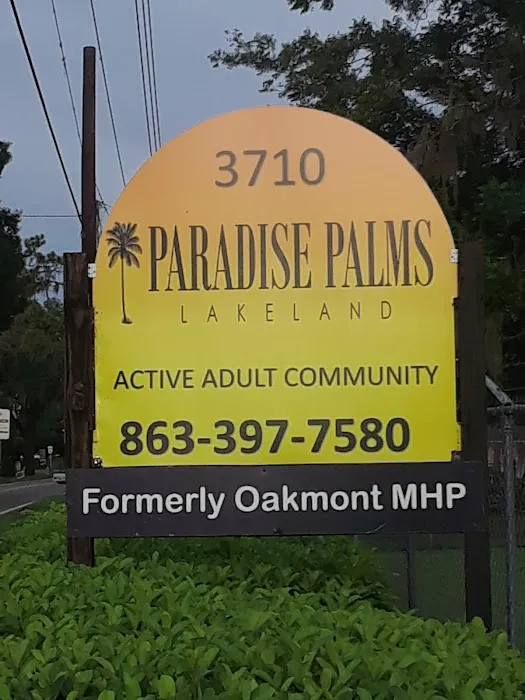 3710
PARADISE PALMS
LAKELAND
ACTIVE ADULT COMMUNITY
863-397-7580
Formerly Oakmont MHP